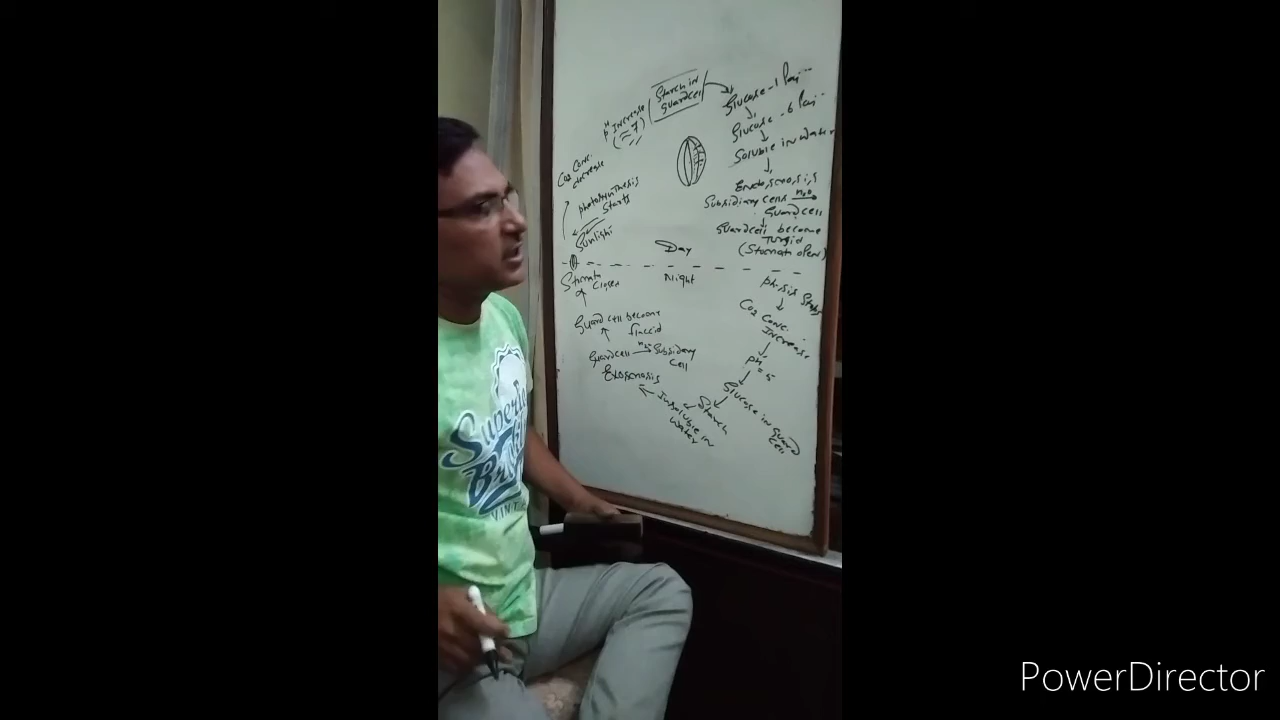 Starch in
guardcell
PH Increase
(≈ 7)
CO2 Conc.
decrease
photosynthesis
Starts
Sunlight
Glucose - 1
Glucose - 6
Soluble in water
Endosmosis
Subsidiary cells H2O
Guardcell
Guardcell become
Turgid
(Stomata open)
Day
Night
Stomata
closed
Guard cell become
flaccid
Guardcell H2O Subsidiary
cell
Exosmosis
CO2 Conc.
Increase
pH
= 5
Glucose in guard
cell
Starch
Insoluble in
water
Superdry
VINT
PowerDirector